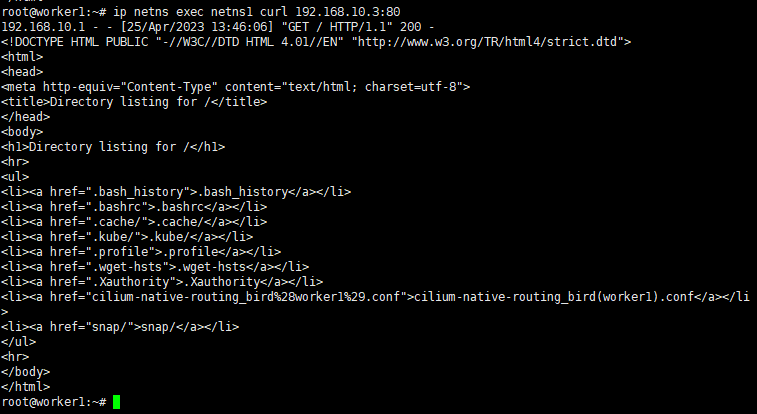 root@worker1:~# ip netns exec netns1 curl 192.168.10.3:80
192.168.10.1 - - [25/Apr/2023 13:46:06] "GET / HTTP/1.1" 200 -
<!DOCTYPE HTML PUBLIC "-//W3C//DTD HTML 4.01//EN" "http://www.w3.org/TR/html4/strict.dtd">
<html>
<head>
<meta http-equiv="Content-Type" content="text/html; charset=utf-8">
<title>Directory listing for /</title>
</head>
<body>
<h1>Directory listing for /</h1>
<hr>
<ul>
<li><a href=".bash_history">.bash_history</a></li>
<li><a href=".bashrc">.bashrc</a></li>
<li><a href=".cache/">.cache/</a></li>
<li><a href=".kube/">.kube/</a></li>
<li><a href=".profile">.profile</a></li>
<li><a href=".wget-hsts">.wget-hsts</a></li>
<li><a href=".Xauthority">.Xauthority</a></li>
<li><a href="cilium-native-routing_bird%28worker1%29.conf">cilium-native-routing_bird(worker1).conf</a></li
>
<li><a href="snap/">snap/</a></li>
</ul>
<hr>
</body>
</html>
root@worker1:~#